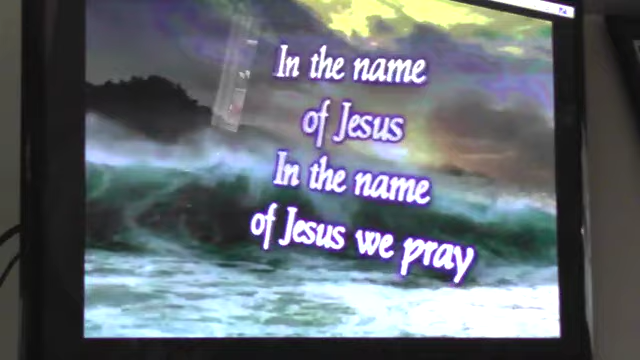 In the name
of Jesus
In the name
of Jesus we pray